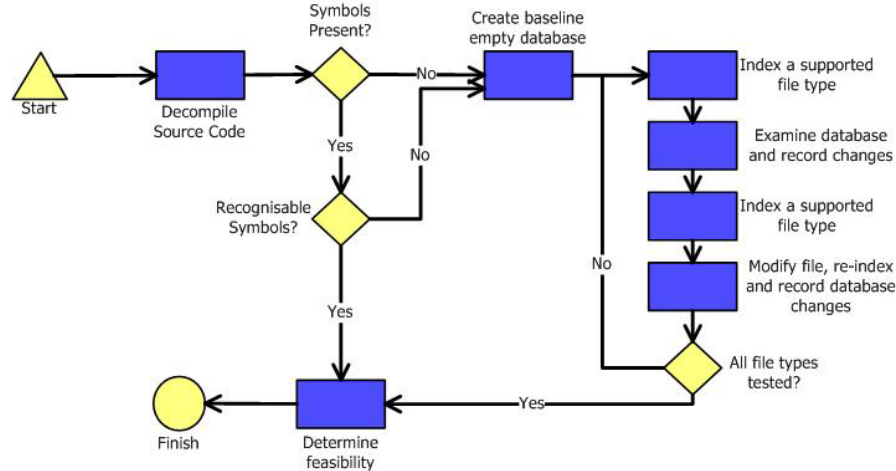 Symbols
Present?
Create baseline
empty database
Start
Decompile
Source Code
No
Index a supported
file type
Yes
No
Examine database
and record changes
Recognisable
Symbols?
Index a supported
file type
No
Modify file, re-index
and record database
changes
Yes
All file types
tested?
Yes
Finish
Determine
feasibility